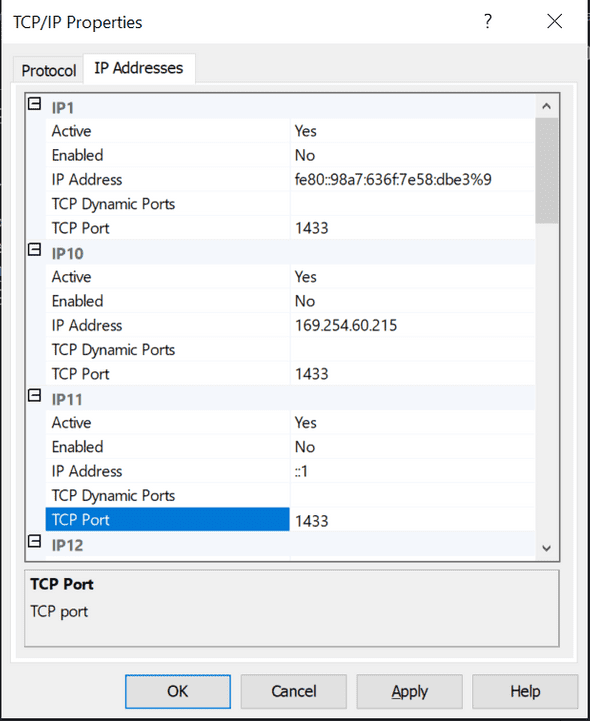 TCP/IP Properties ?
Protocol IP Addresses
IP1
Active Yes
Enabled No
IP Address fe80::98a7:636f:7e58:dbe3%9
TCP Dynamic Ports
TCP Port 1433
IP10
Active Yes
Enabled No
IP Address 169.254.60.215
TCP Dynamic Ports
TCP Port 1433
IP11
Active Yes
Enabled No
IP Address ::1
TCP Dynamic Ports
TCP Port 1433
IP12
TCP Port
TCP port
OK Cancel Apply Help